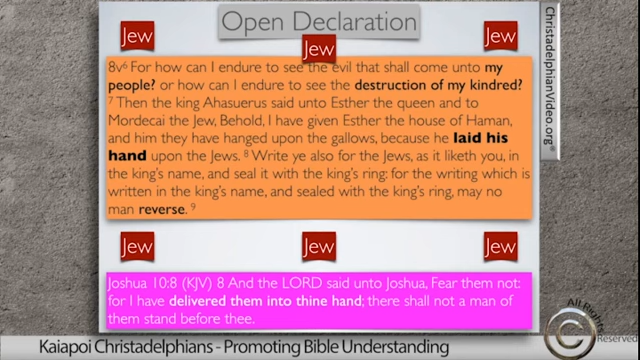 Open Declaration
Jew
Jew
Jew
8v6 For how can I endure to see the evil that shall come unto my
people? or how can I endure to see the destruction of my kindred?
7 Then the king Ahasuerus said unto Esther the queen and to
Mordecai the Jew, Behold, I have given Esther the house of Haman,
and him they have hanged upon the gallows, because he laid his
hand upon the Jews. 8 Write ye also for the Jews, as it liketh you, in
the king's name, and seal it with the king's ring: for the writing which is
written in the king's name, and sealed with the king's ring, may no
man reverse. 9
Jew
Jew
Jew
Joshua 10:8 (KJV) 8 And the LORD said unto Joshua, Fear them not:
for I have delivered them into thine hand; there shall not a man of
them stand before thee.
ChristadelphianVideo.org®
All Rights
C
Reserved
Kaiapoi Christadelphians - Promoting Bible Understanding